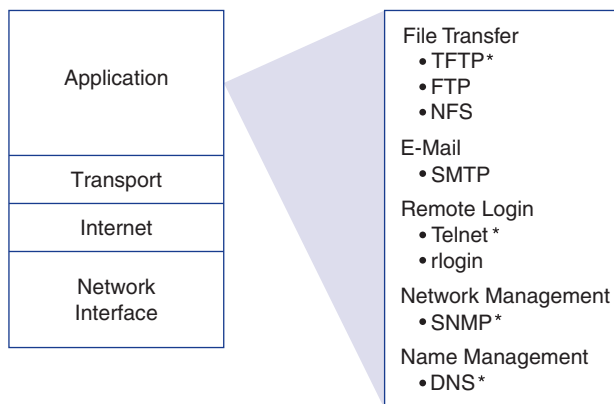 Application
Transport
Internet
Network
Interface
File Transfer
• TFTP*
• FTP
• NFS
E-Mail
• SMTP
Remote Login
• Telnet*
• rlogin
Network Management
• SNMP*
Name Management
• DNS*